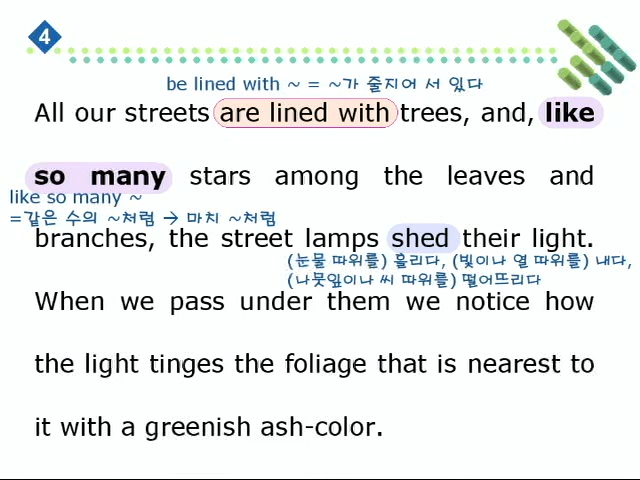 4
be lined with ~ = ~가 줄지어 서 있다
All our streets are lined with trees, and, like
so many stars among the leaves and
like so many ~
=같은 수의 ~처럼 → 마치 ~처럼
branches, the street lamps shed their light.
(눈물 따위를) 흘리다, (빛이나 열 따위를) 내다,
(나뭇잎이나 씨 따위를) 떨어뜨리다
When we pass under them we notice how
the light tinges the foliage that is nearest to
it with a greenish ash-color.